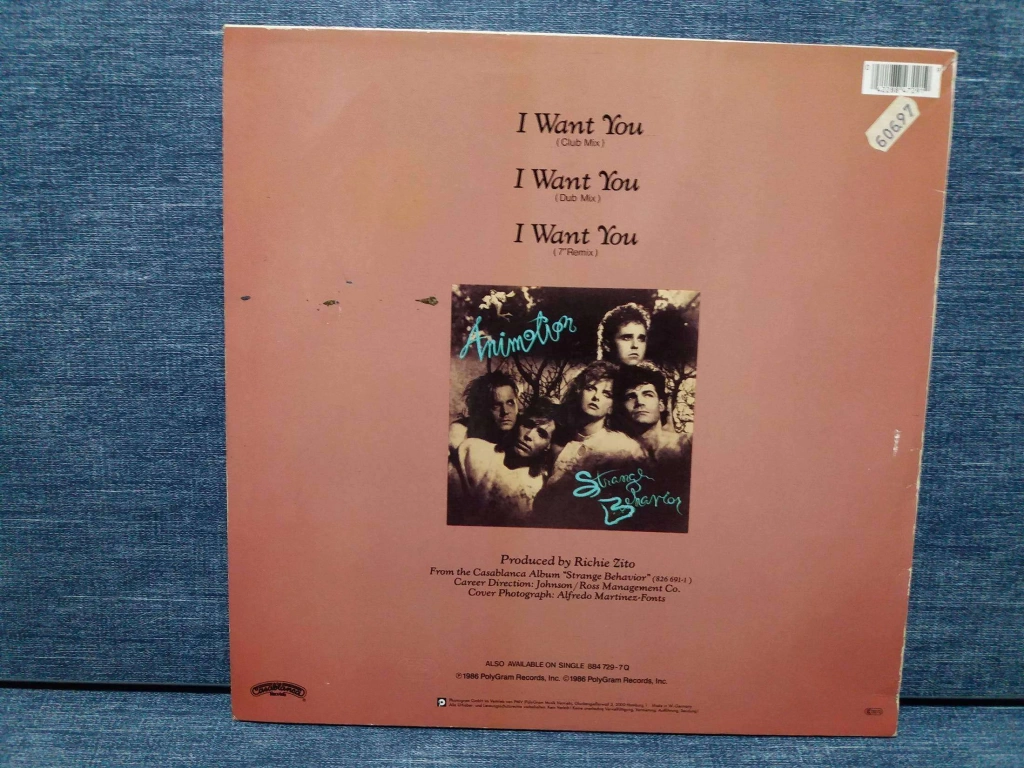 60697
I Want You
(Club Mix)
I Want You
(Dub Mix)
I Want You
(7" Remix)
Animotion
Strange
Behavior
Produced by Richie Zito
From the Casablanca Album "Strange Behavior" (826 691-1)
Career Direction: Johnson/Ross Management Co.
Cover Photograph: Alfredo Martinez-Fonts
ALSO AVAILABLE ON SINGLE 884 729-7 Q
℗1986 PolyGram Records, Inc. ©1986 PolyGram Records, Inc.
Casablanca